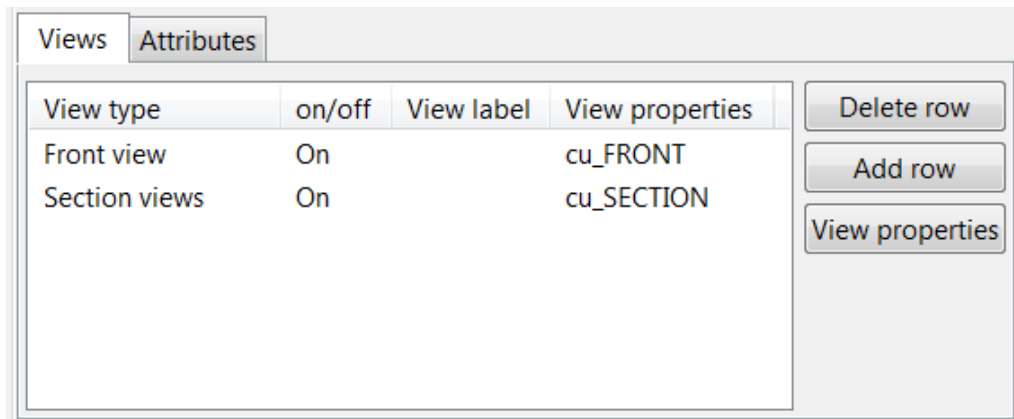 Views Attributes
View type on/off View label View properties Delete row
Front view On cu_FRONT Add row
Section views On cu_SECTION
View properties